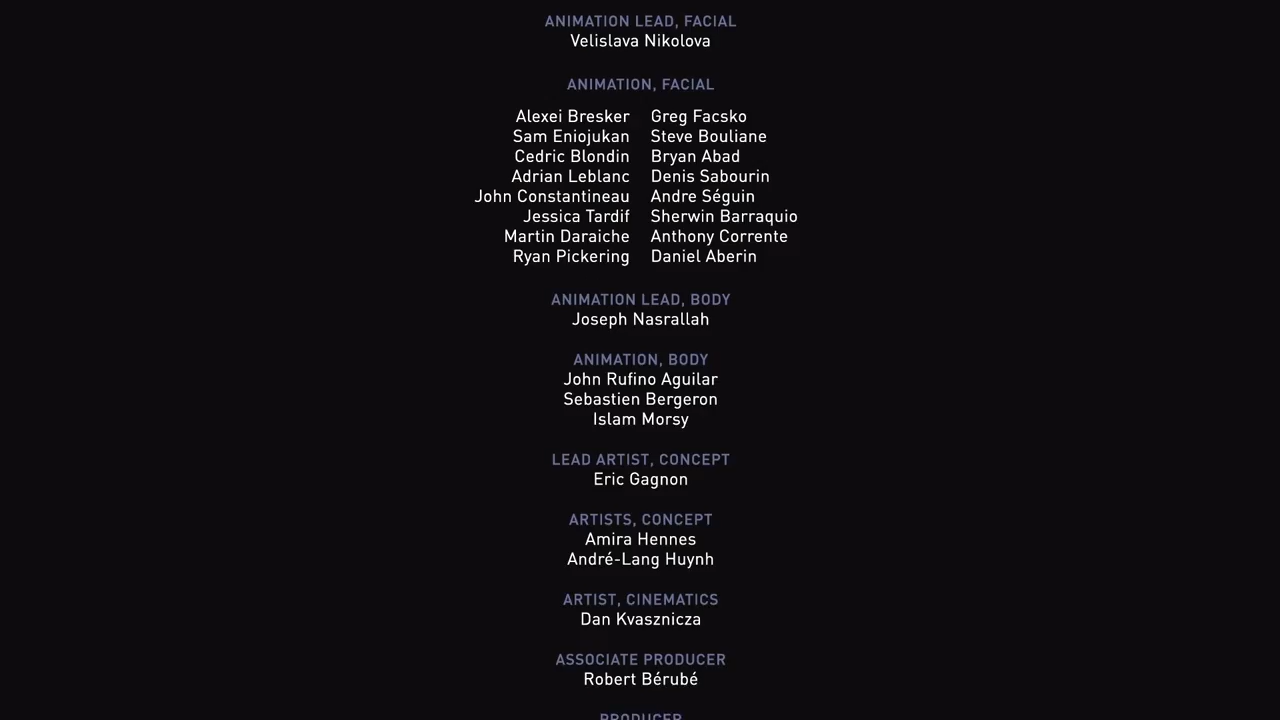 ANIMATION LEAD, FACIAL
Velislava Nikolova
ANIMATION, FACIAL
Alexei Bresker Greg Facsko
Sam Eniojukan Steve Bouliane
Cedric Blondin Bryan Abad
Adrian Leblanc Denis Sabourin
John Constantineau Andre Séguin
Jessica Tardif Sherwin Barraquio
Martin Daraiche Anthony Corrente
Ryan Pickering Daniel Aberin
ANIMATION LEAD, BODY
Joseph Nasrallah
ANIMATION, BODY
John Rufino Aguilar
Sebastien Bergeron
Islam Morsy
LEAD ARTIST, CONCEPT
Eric Gagnon
ARTISTS, CONCEPT
Amira Hennes
André-Lang Huynh
ARTIST, CINEMATICS
Dan Kvasznicza
ASSOCIATE PRODUCER
Robert Bérubé
PRODUCER